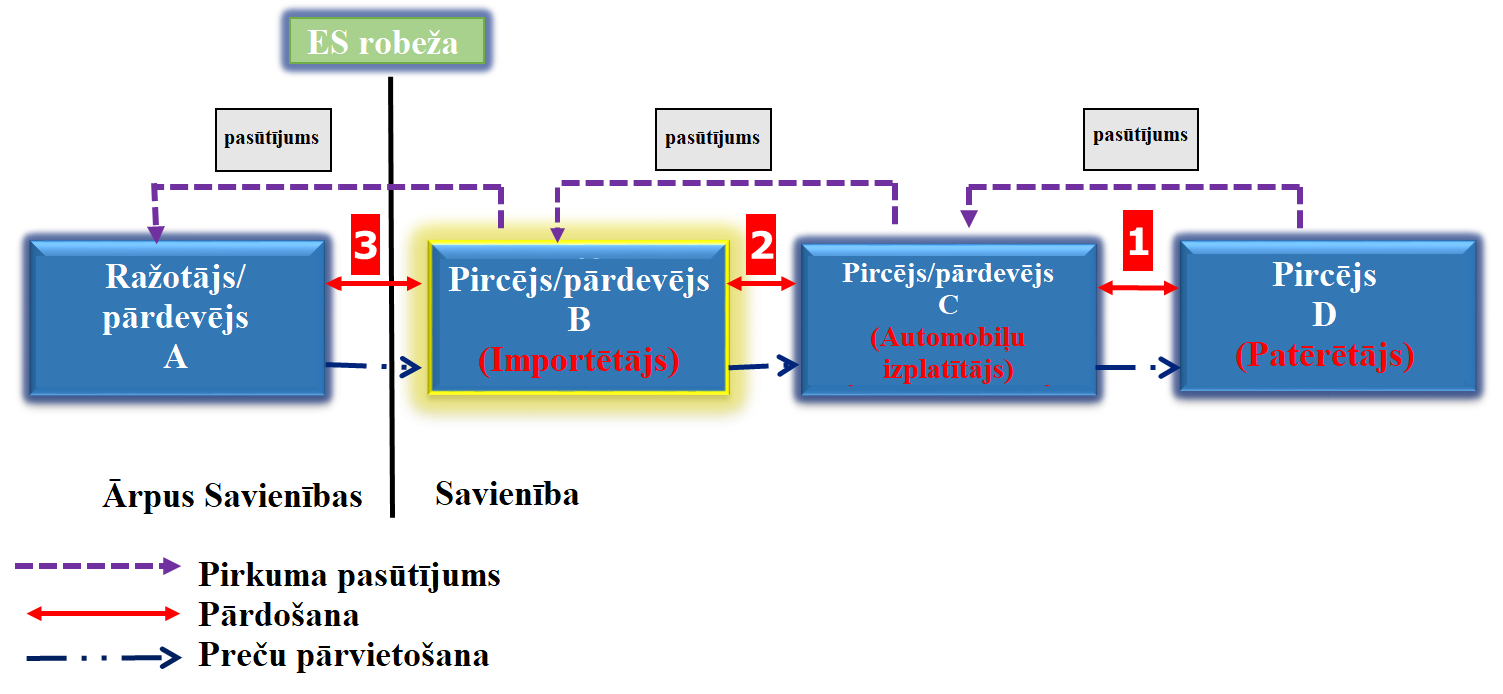 ES robeža
pasūtījums
pasūtījums
pasūtījums
3
2
1
Ražotājs/
pārdevējs
A
Pircējs/pārdevējs
B
(Importētājs)
Pircējs/pārdevējs
C
(Automobiļu
izplatītājs)
Pircējs
D
(Patērētājs)
Ārpus Savienības
Savienība
Pirkuma pasūtījums
Pārdošana
Preču pārvietošana